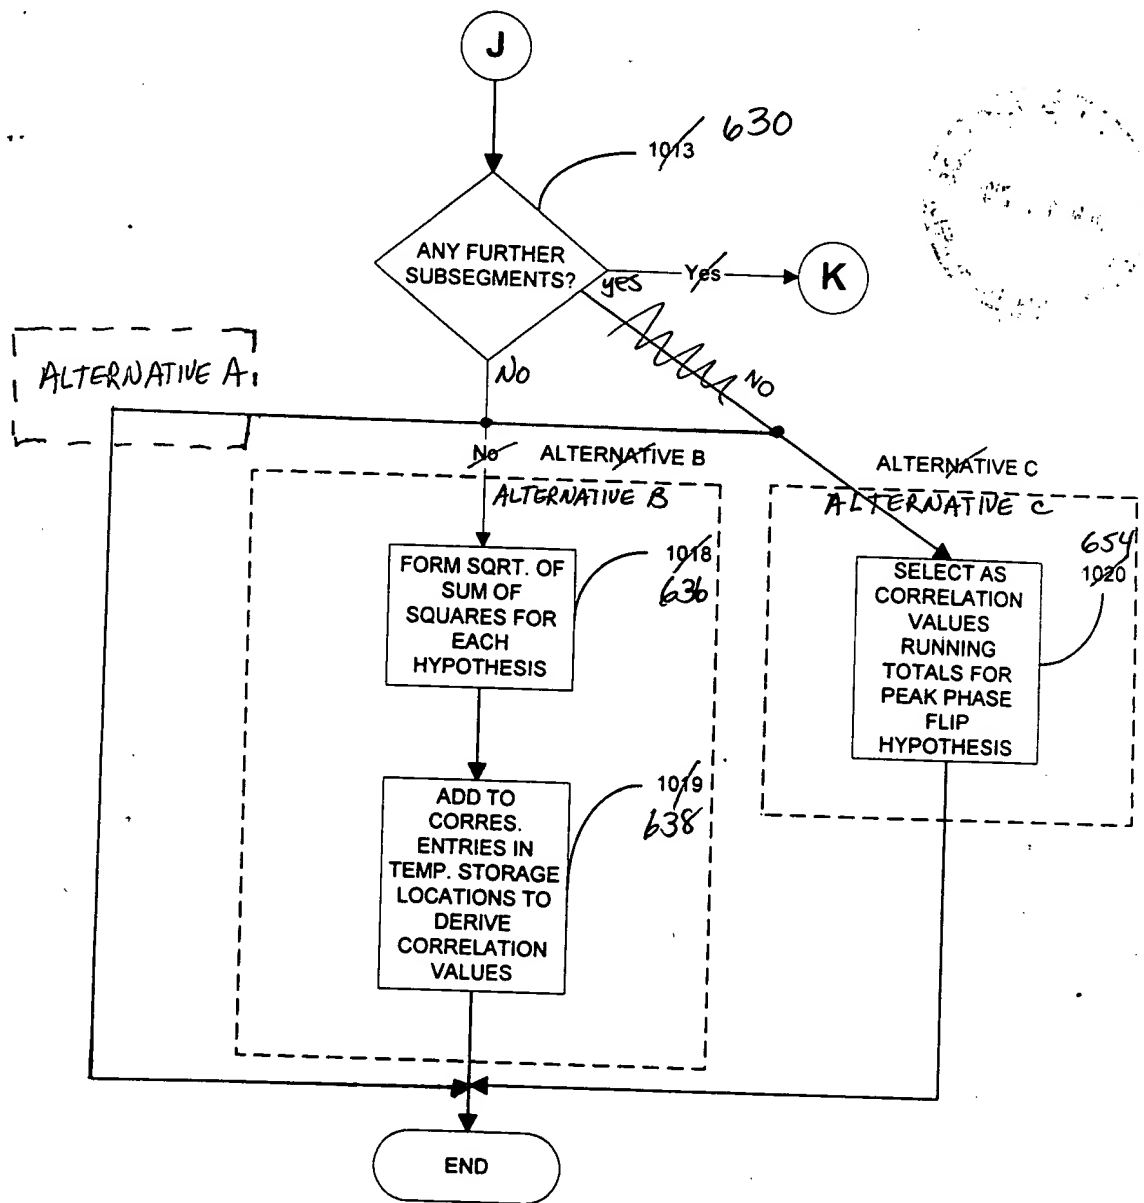 J
1013 630
ANY FURTHER
SUBSEGMENTS?
yes
Yes
K
ALTERNATIVE A
No
NO
No
ALTERNATIVE B
ALTERNATIVE C
ALTERNATIVE B
ALTERNATIVE C
FORM SQRT. OF
SUM OF
SQUARES FOR
EACH
HYPOTHESIS
1018
636
654
1020
SELECT AS
CORRELATION
VALUES
RUNNING
TOTALS FOR
PEAK PHASE
FLIP
HYPOTHESIS
ADD TO
CORRES.
ENTRIES IN
TEMP. STORAGE
LOCATIONS TO
DERIVE
CORRELATION
VALUES
1019
638
END